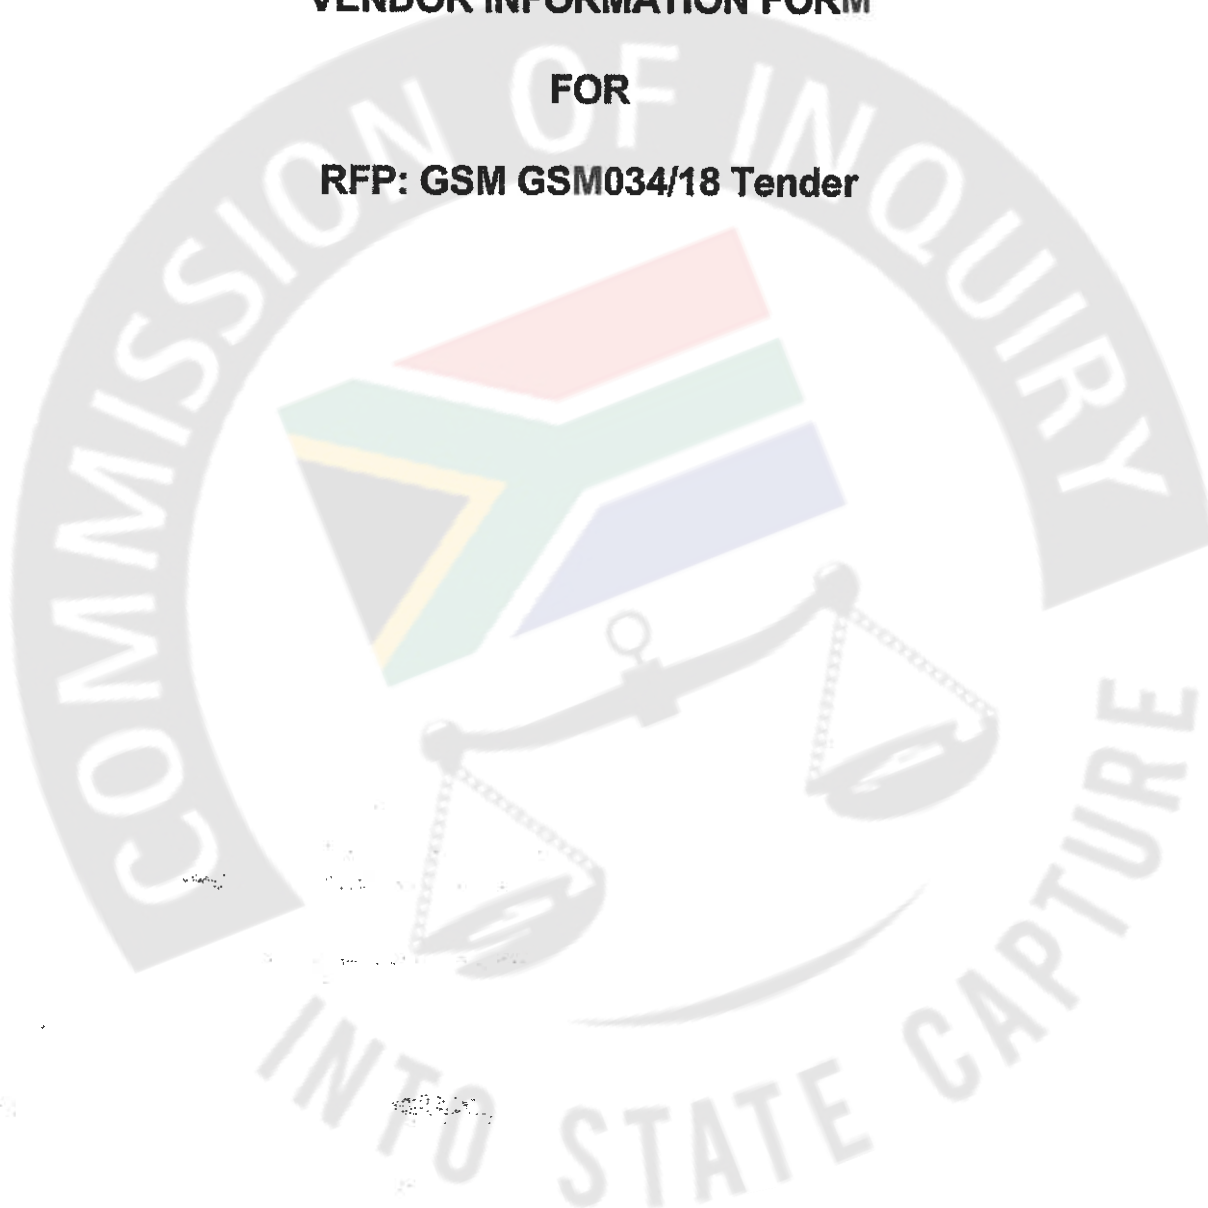 VENDOR INFORMATION FORM
FOR
RFP: GSM GSM034/18 Tender
COMMISSION OF INQUIRY
INTO STATE CAPTURE